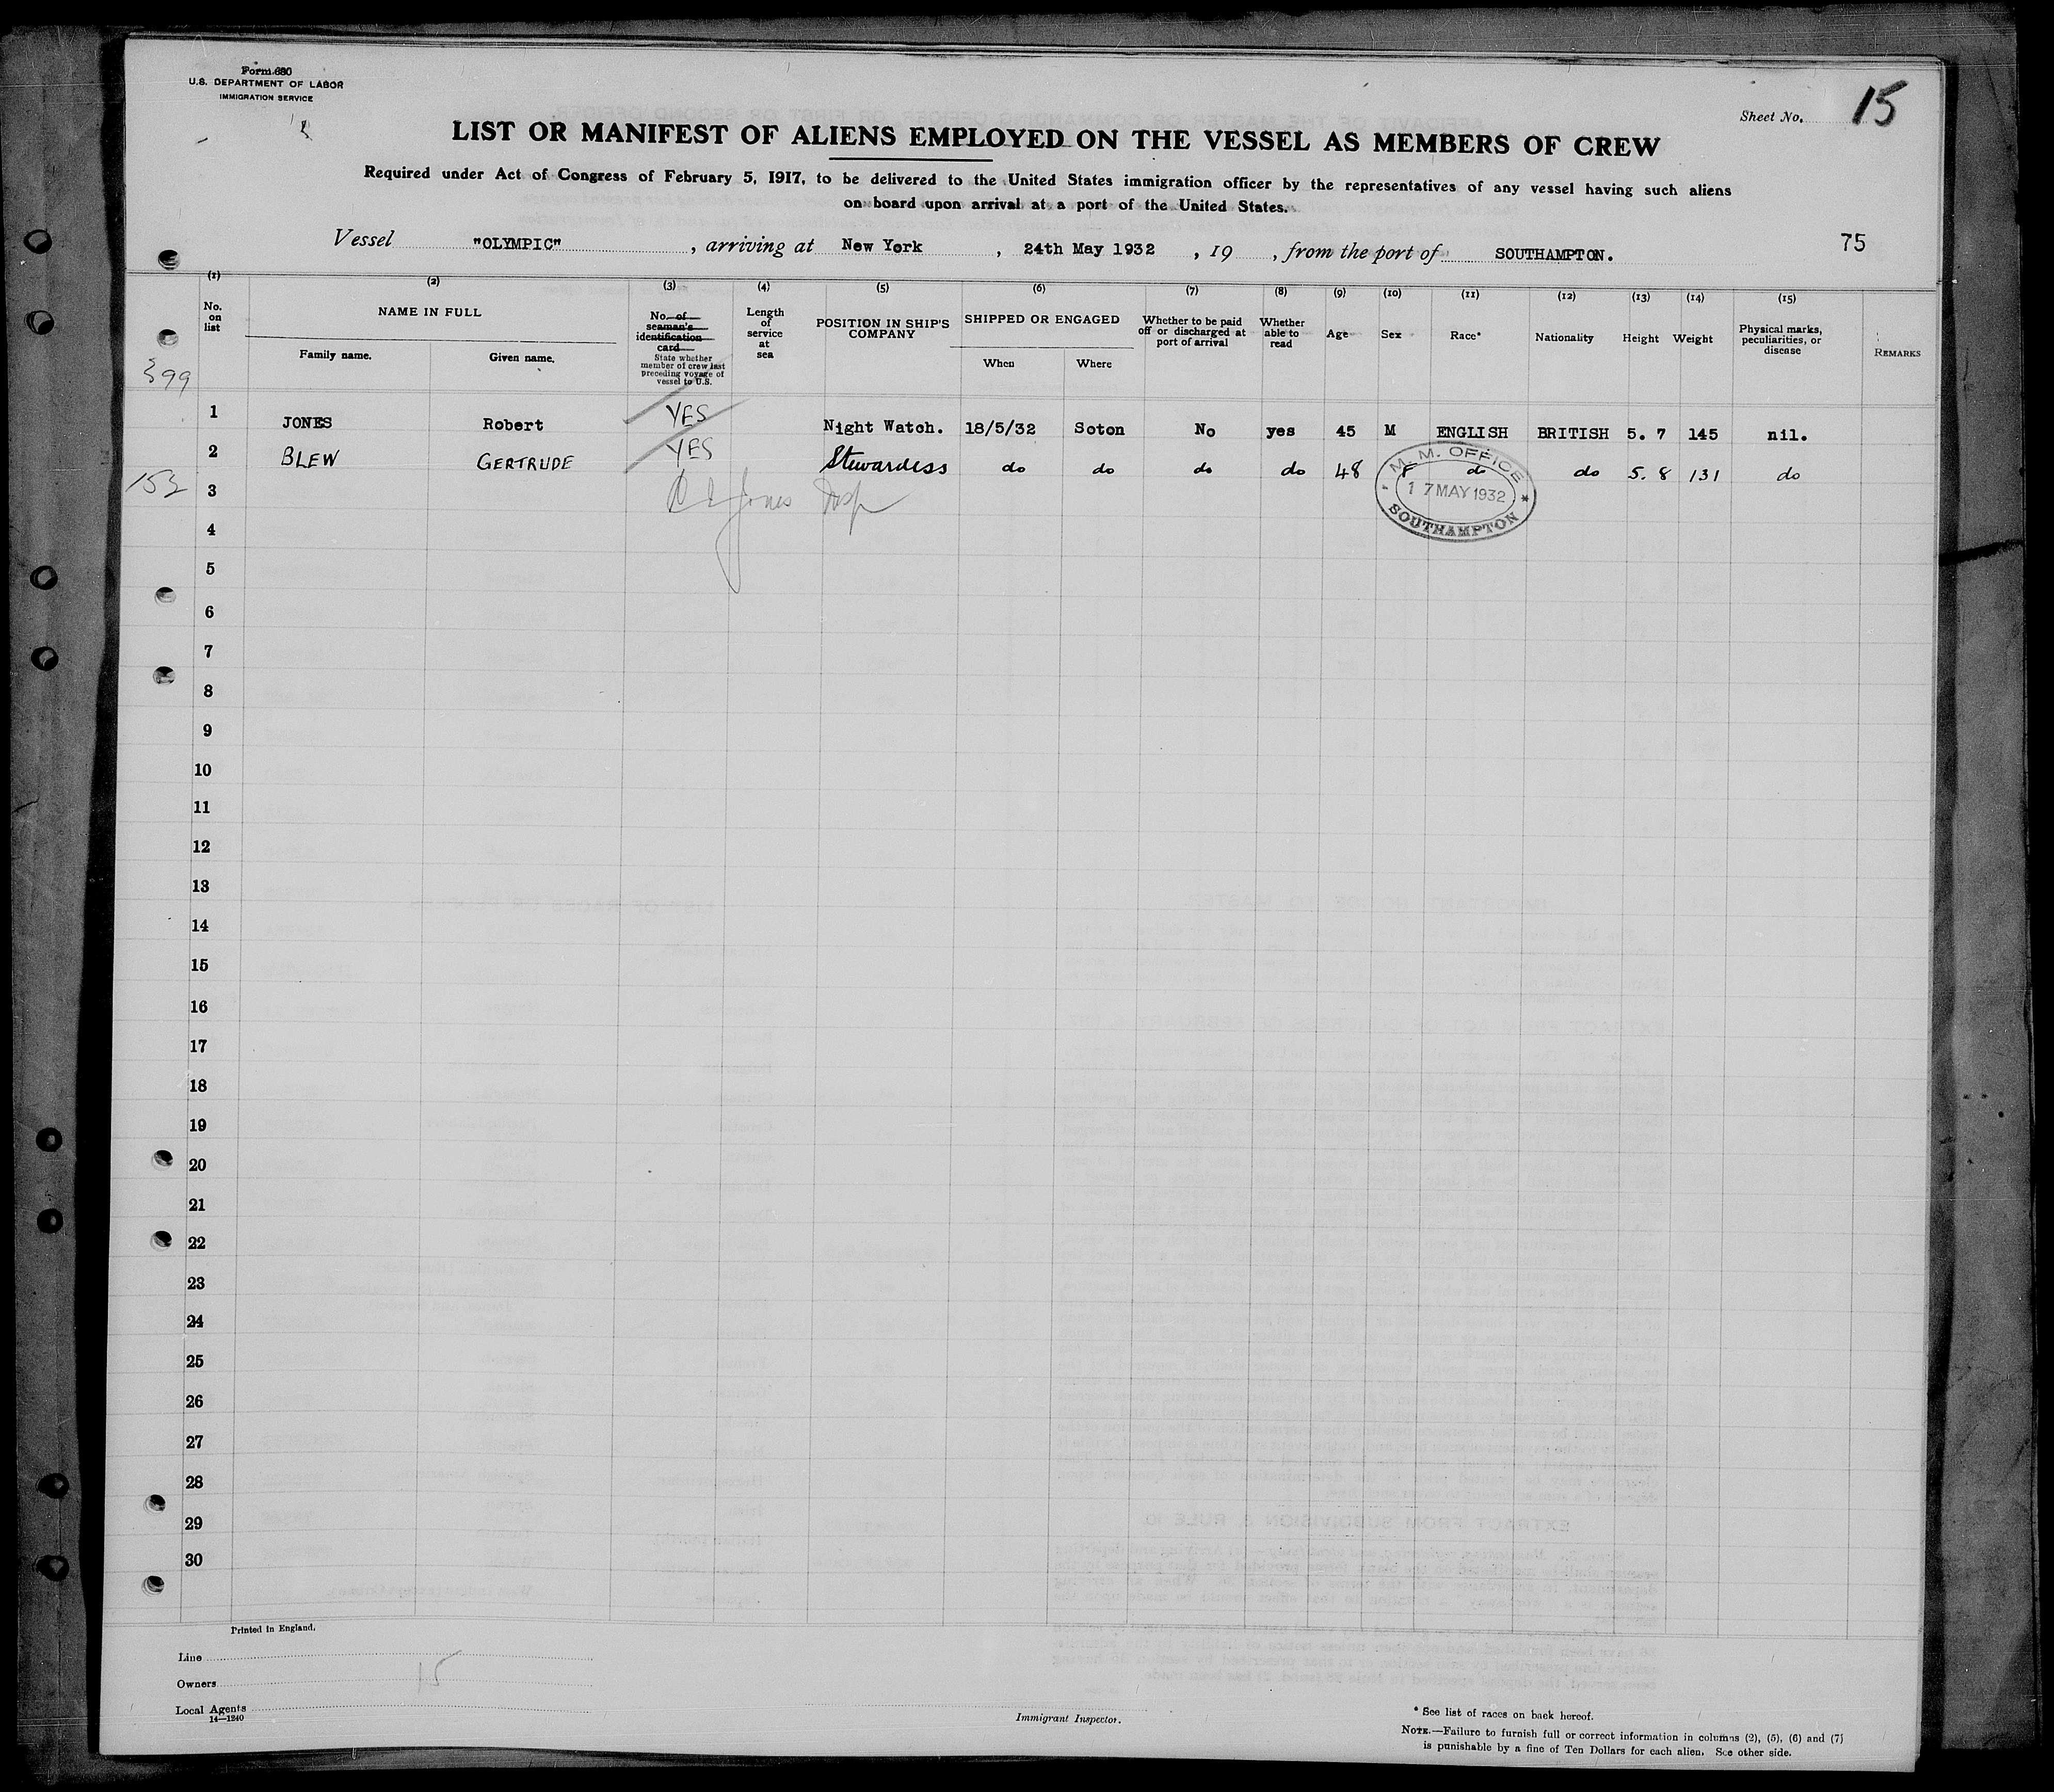 Form 680
U.S. DEPARTMENT OF LABOR
IMMIGRATION SERVICE
Sheet No. 15
LIST OR MANIFEST OF ALIENS EMPLOYED ON THE VESSEL AS MEMBERS OF CREW
Required under Act of Congress of February 5, 1917, to be delivered to the United States immigration officer by the representatives of any vessel having such aliens
on board upon arrival at a port of the United States.
Vessel "OLYMPIC", arriving at New York, 24th May 1932, 19, from the port of SOUTHAMPTON. 75
(1) (2) (3) (4) (5) (6) (7) (8) (9) (10) (11) (12) (13) (14) (15)
No. on list NAME IN FULL Family name. Given name. No. of seaman's identification card State whether member of crew last preceding voyage of vessel to U.S. Length of service at sea POSITION IN SHIP'S COMPANY SHIPPED OR ENGAGED When Where Whether to be paid off or discharged at port of arrival Whether able to read Age Sex Race* Nationality Height Weight Physical marks, peculiarities, or disease REMARKS
399
1 JONES Robert YES Night Watch. 18/5/32 Soton No yes 45 M ENGLISH BRITISH 5. 7 145 nil.
2 BLEW GERTRUDE YES Stewardess do do do do 48 F do do 5. 8 131 do
153
3 Jones Insp
M. M. OFFICE
17 MAY 1932
SOUTHAMPTON
4
5
6
7
8
9
10
11
12
13
14
15
16
17
18
19
20
21
22
23
24
25
26
27
28
29
30
Printed in England.
Line
Owners 15
Local Agents
14—1240
Immigrant Inspector.
* See list of races on back hereof.
NOTE.—Failure to furnish full or correct information in columns (2), (5), (6) and (7)
is punishable by a fine of Ten Dollars for each alien. See other side.